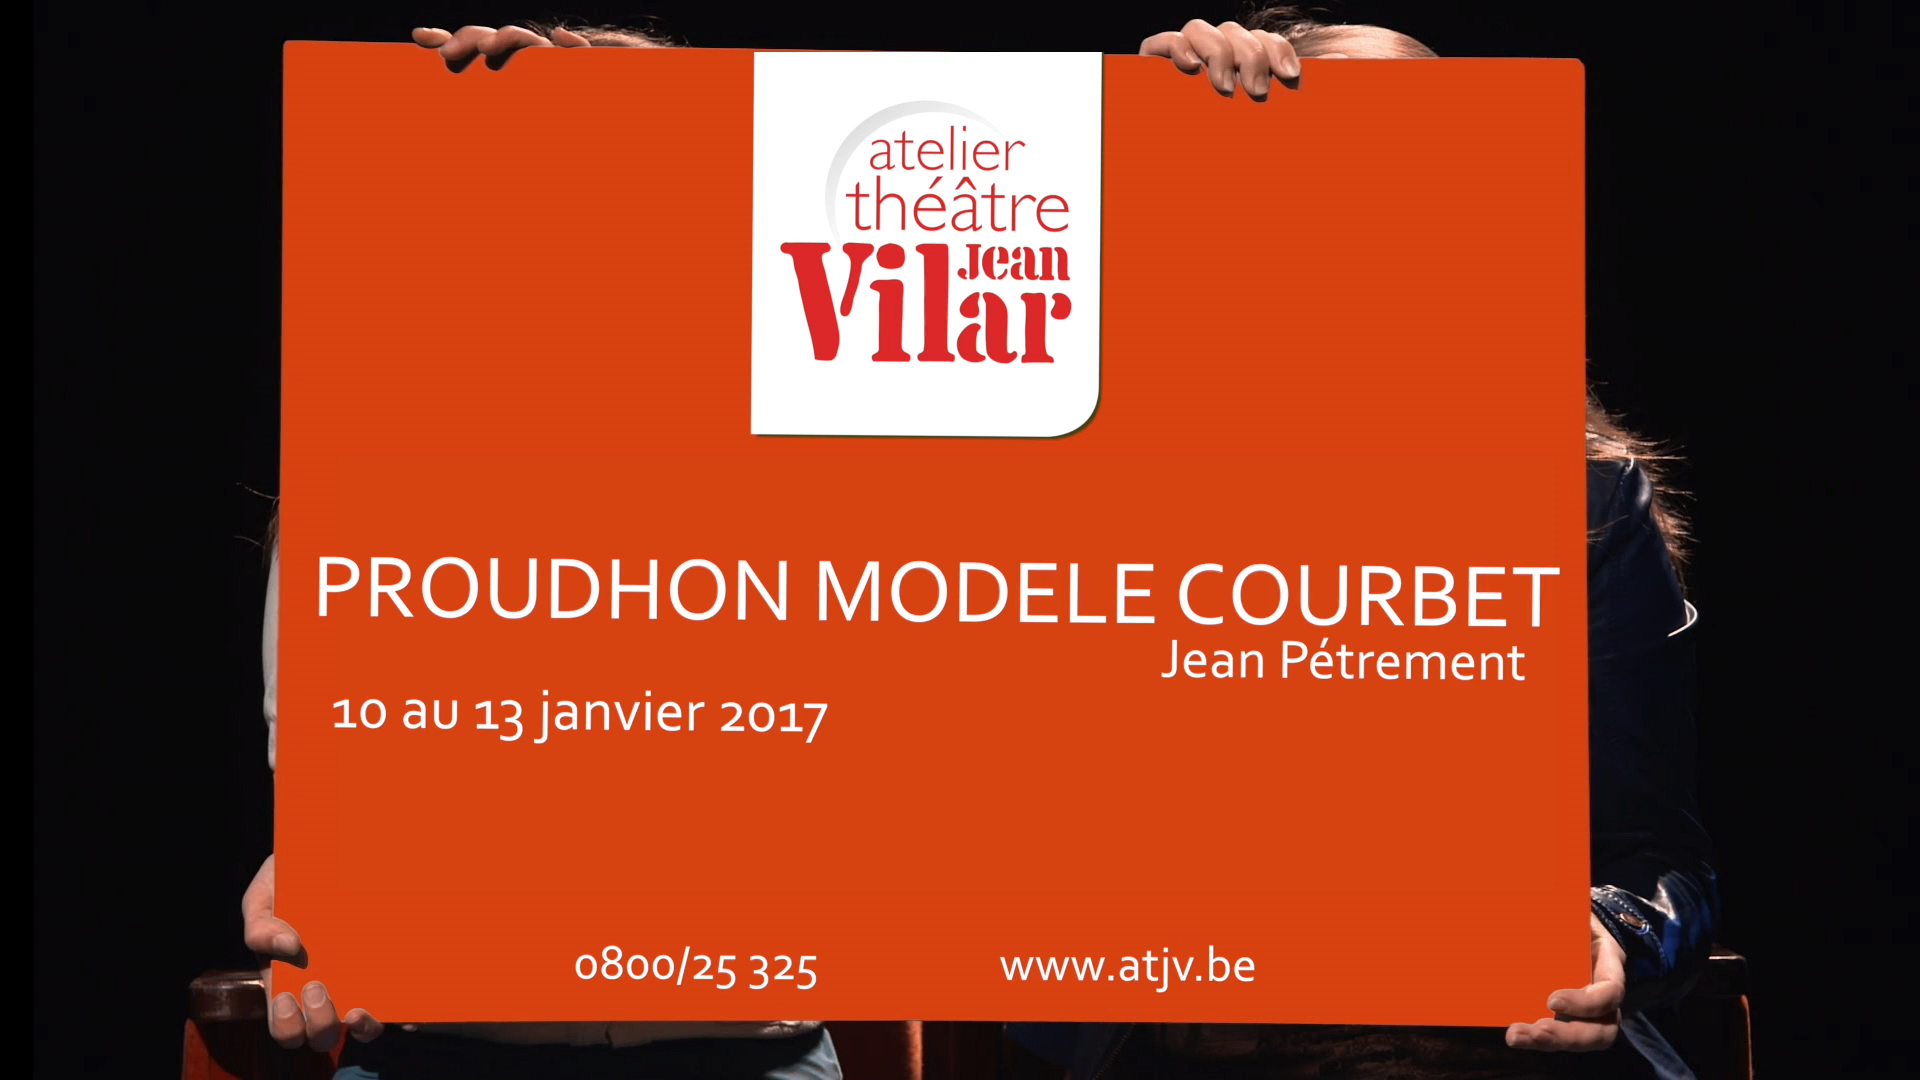 atelier
théâtre
Jean
Vilar
PROUDHON MODELE COURBET
Jean Pétrement
10 au 13 janvier 2017
0800/25 325
www.atjv.be